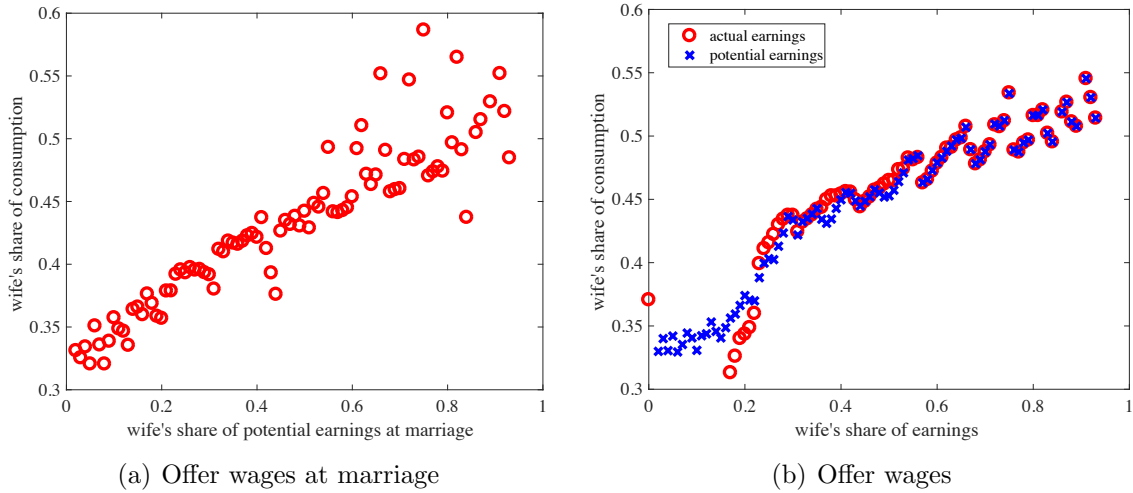 0.6
0.55
0.5
0.45
0.4
0.35
0.3
wife's share of consumption
0 0.2 0.4 0.6 0.8 1
wife's share of potential earnings at marriage
(a) Offer wages at marriage
0.6
0.55
0.5
0.45
0.4
0.35
0.3
wife's share of consumption
actual earnings
potential earnings
0 0.2 0.4 0.6 0.8 1
wife's share of earnings
(b) Offer wages